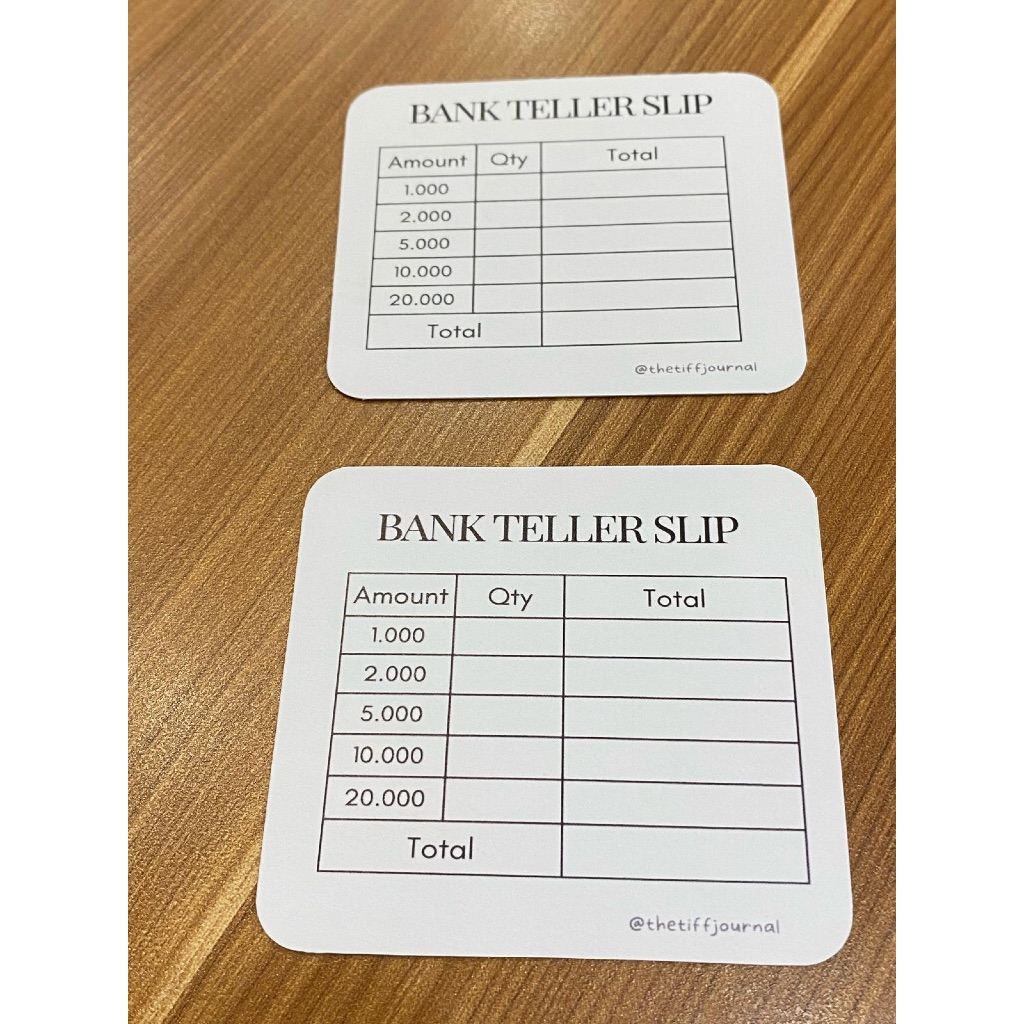 BANK TELLER SLIP
Amount Qty Total
1.000
2.000
5.000
10.000
20.000
Total
@thetiffjournal
BANK TELLER SLIP
Amount Qty Total
1.000
2.000
5.000
10.000
20.000
Total
@thetiffjournal